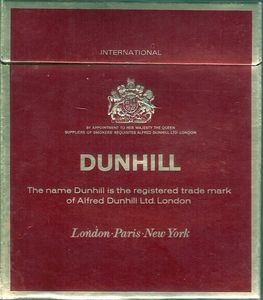 INTERNATIONAL
BY APPOINTMENT TO HER MAJESTY THE QUEEN
SUPPLIERS OF SMOKERS' REQUISITES ALFRED DUNHILL LTD. LONDON
DUNHILL
The name Dunhill is the registered trade mark
of Alfred Dunhill Ltd. London
London·Paris·New York